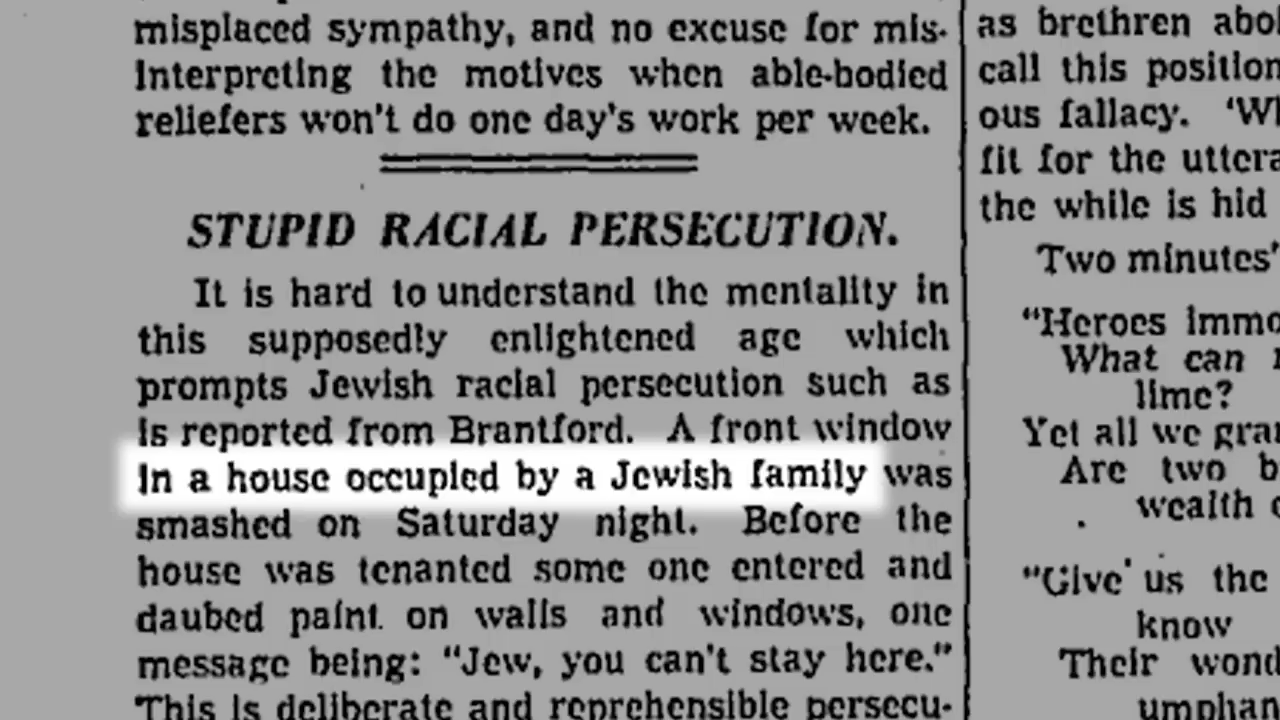 misplaced sympathy, and no excuse for mis-
interpreting the motives when able-bodied
reliefers won't do one day's work per week.
STUPID RACIAL PERSECUTION.
It is hard to understand the mentality in
this supposedly enlightened age which
prompts Jewish racial persecution such as
is reported from Brantford. A front window
in a house occupied by a Jewish family was
smashed on Saturday night. Before the
house was tenanted some one entered and
daubed paint on walls and windows, one
message being: "Jew, you can't stay here."
This is deliberate and reprehensible persecu-
as brethren
call this position
ous fallacy.
fit for the
the while is hid
Two minutes'
"Heroes
What can
lime?
Yet all we
Are two
wealth
"Give us the
know
Their